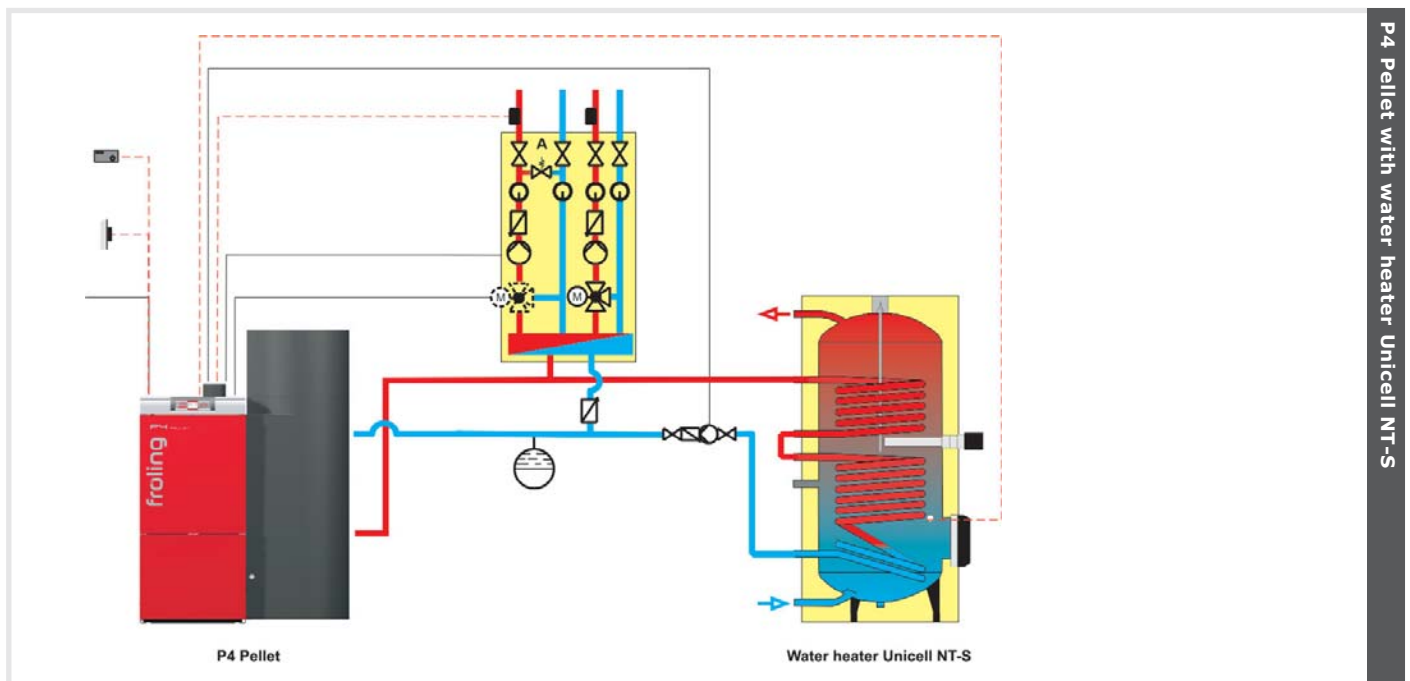 P4 Pellet with water heater Unicell NT-S
A
M
M
froling
P4 Pellet
Water heater Unicell NT-S